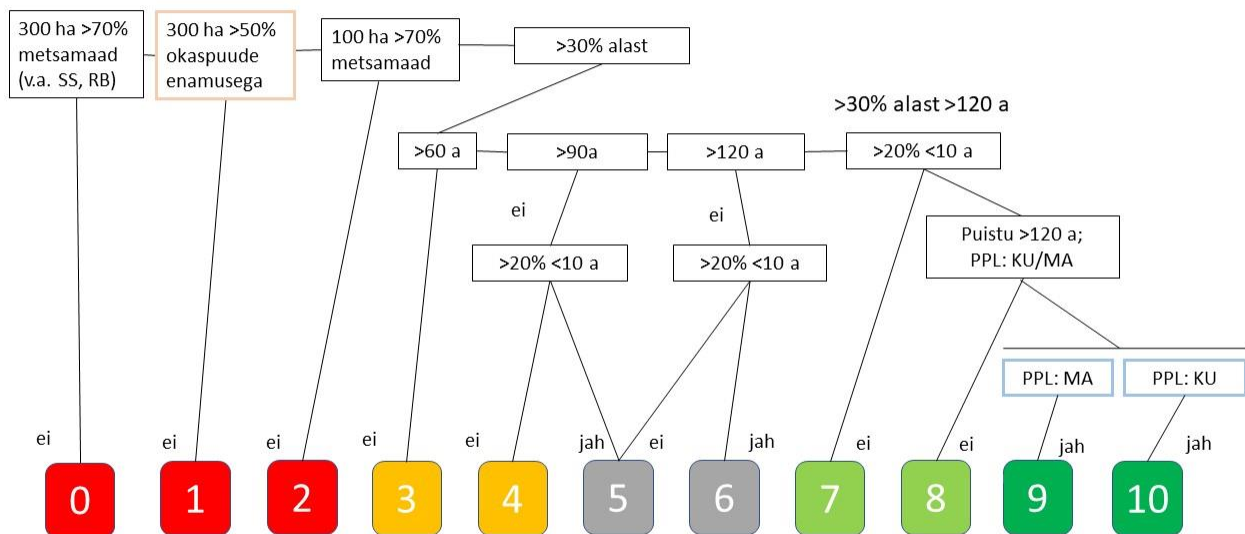 300 ha >70%
metsamaad
(v.a. SS, RB)
300 ha >50%
okaspuude
enamusega
100 ha >70%
metsamaad
>30% alast
>30% alast >120 a
>60 a
>90a
>120 a
>20% <10 a
ei
ei
>20% <10 a
>20% <10 a
Puistu >120 a;
PPL: KU/MA
PPL: MA
PPL: KU
ei
ei
ei
ei
ei
jah
ei
jah
ei
ei
jah
jah
0
1
2
3
4
5
6
7
8
9
10